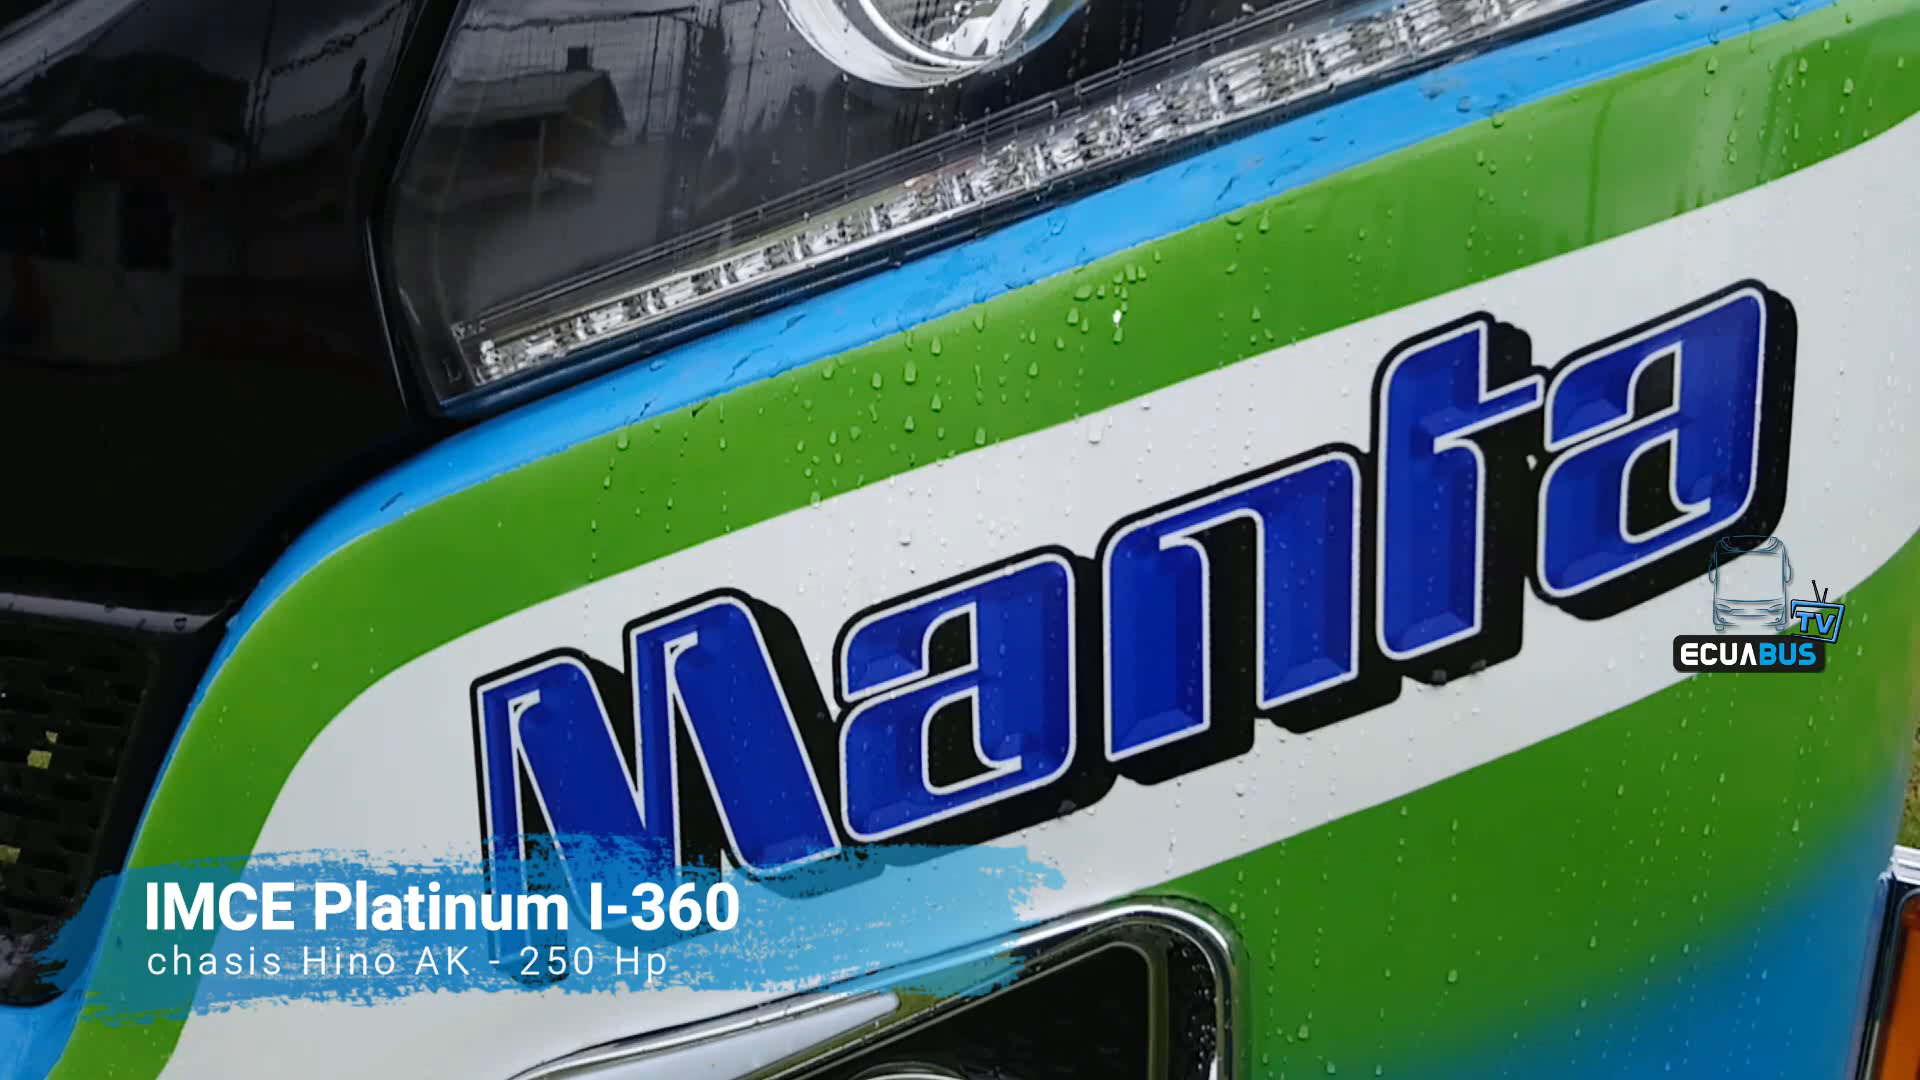 Manta
TV
ECUABUS
IMCE Platinum I-360
chasis Hino AK - 250 Hp